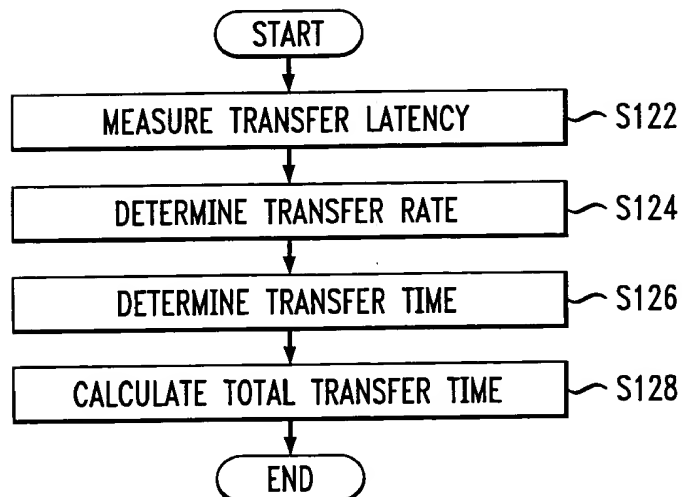 START
MEASURE TRANSFER LATENCY S122
DETERMINE TRANSFER RATE S124
DETERMINE TRANSFER TIME S126
CALCULATE TOTAL TRANSFER TIME S128
END